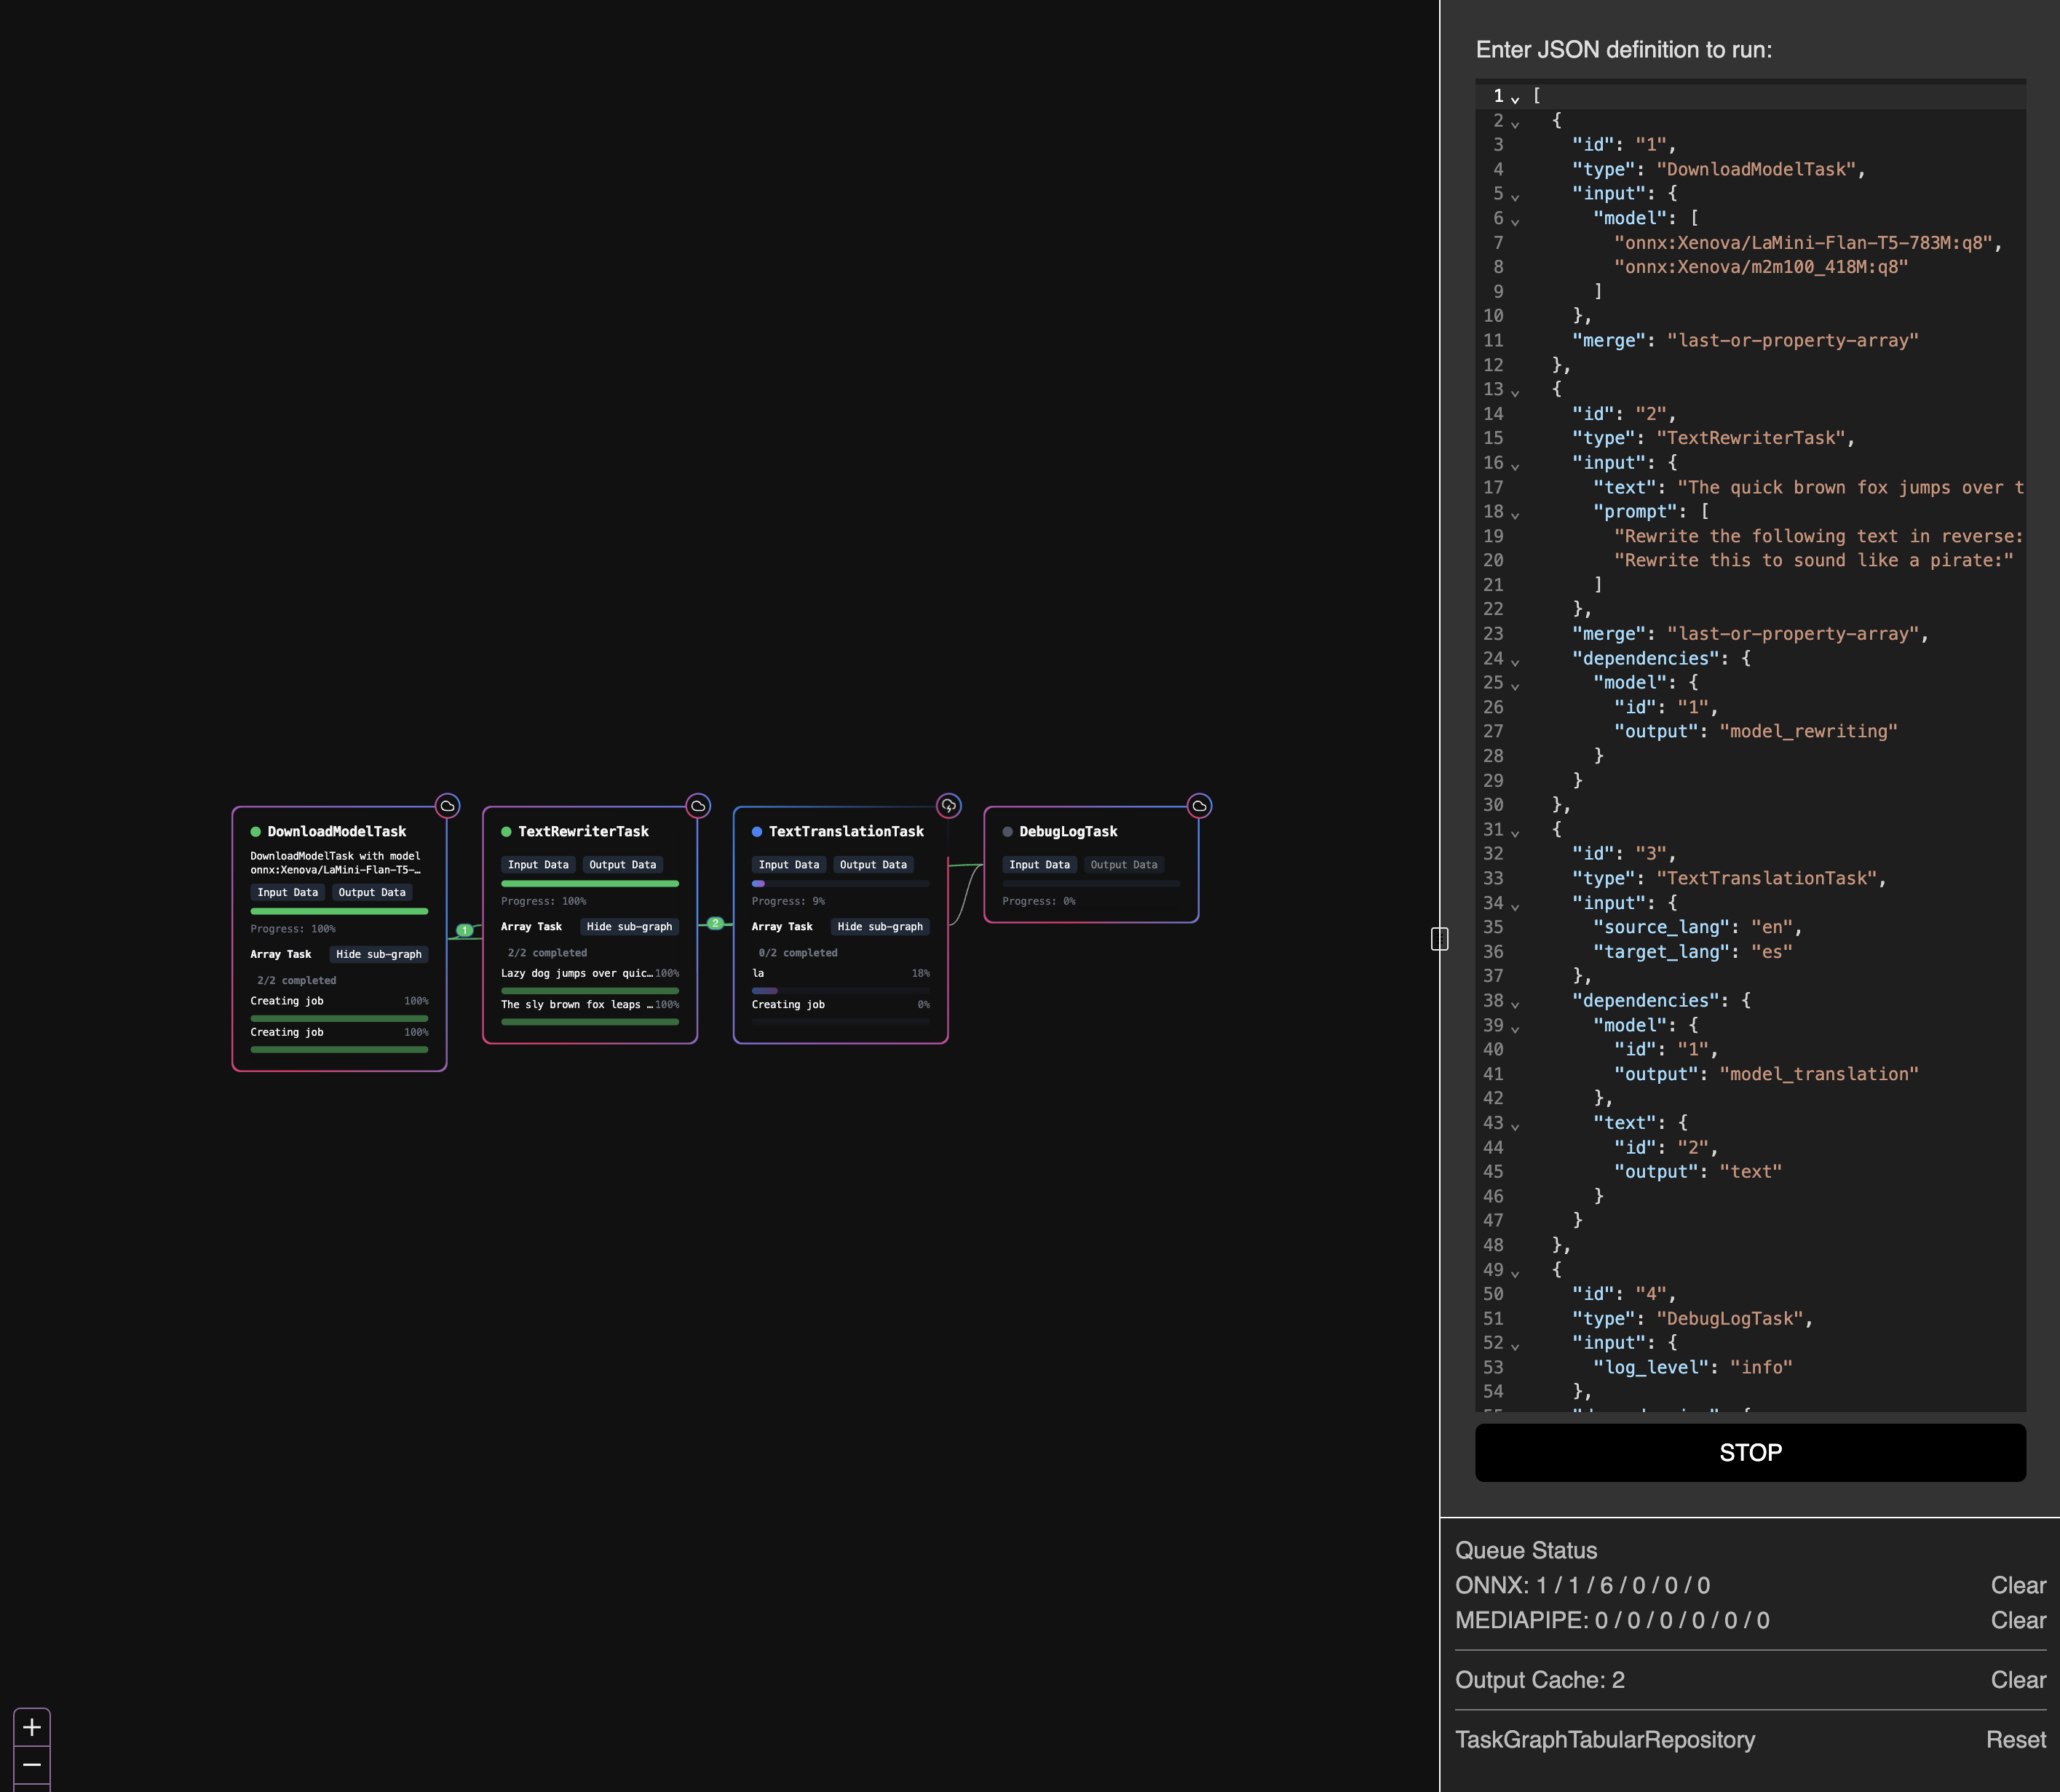 DownloadModelTask
DownloadModelTask with model
onnx:Xenova/LaMini-Flan-T5-…
Input Data Output Data
Progress: 100%
Array Task Hide sub-graph
2/2 completed
Creating job 100%
Creating job 100%
1
TextRewriterTask
Input Data Output Data
Progress: 100%
Array Task Hide sub-graph
2/2 completed
Lazy dog jumps over quic… 100%
The sly brown fox leaps … 100%
2
TextTranslationTask
Input Data Output Data
Progress: 9%
Array Task Hide sub-graph
0/2 completed
la 18%
Creating job 0%
DebugLogTask
Input Data Output Data
Progress: 0%
+
−
Enter JSON definition to run:
1 [
2 {
3 "id": "1",
4 "type": "DownloadModelTask",
5 "input": {
6 "model": [
7 "onnx:Xenova/LaMini-Flan-T5-783M:q8",
8 "onnx:Xenova/m2m100_418M:q8"
9 ]
10 },
11 "merge": "last-or-property-array"
12 },
13 {
14 "id": "2",
15 "type": "TextRewriterTask",
16 "input": {
17 "text": "The quick brown fox jumps over t
18 "prompt": [
19 "Rewrite the following text in reverse:
20 "Rewrite this to sound like a pirate:"
21 ]
22 },
23 "merge": "last-or-property-array",
24 "dependencies": {
25 "model": {
26 "id": "1",
27 "output": "model_rewriting"
28 }
29 }
30 },
31 {
32 "id": "3",
33 "type": "TextTranslationTask",
34 "input": {
35 "source_lang": "en",
36 "target_lang": "es"
37 },
38 "dependencies": {
39 "model": {
40 "id": "1",
41 "output": "model_translation"
42 },
43 "text": {
44 "id": "2",
45 "output": "text"
46 }
47 }
48 },
49 {
50 "id": "4",
51 "type": "DebugLogTask",
52 "input": {
53 "log_level": "info"
54 },
STOP
Queue Status
ONNX: 1 / 1 / 6 / 0 / 0 / 0 Clear
MEDIAPIPE: 0 / 0 / 0 / 0 / 0 / 0 Clear
Output Cache: 2 Clear
TaskGraphTabularRepository Reset